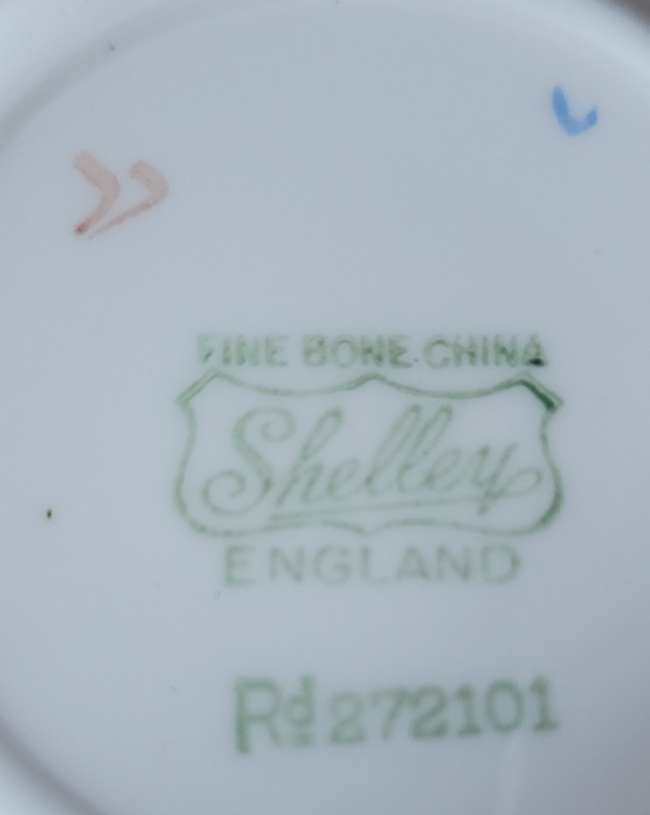 FINE BONE CHINA
Shelley
ENGLAND
Rd 272101